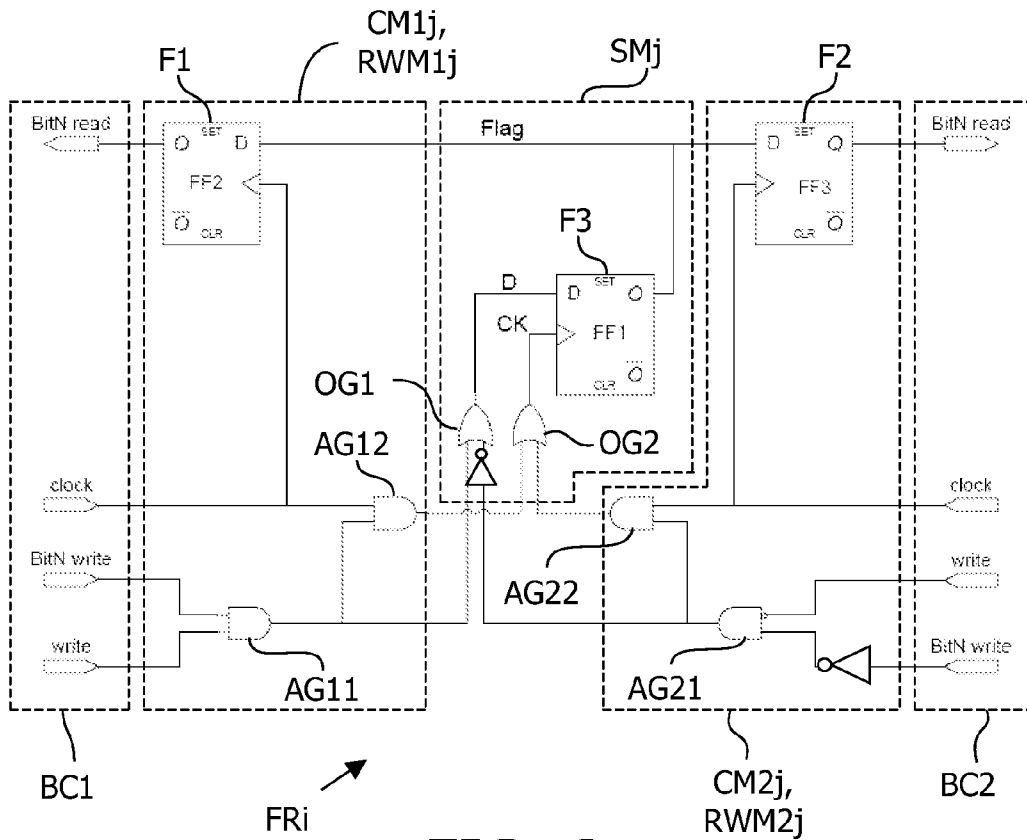 CM1j,
RWM1j
SMj
F1
F2
BitN read
SET
Q
D
FF2
Q
CLR
Flag
SET
D
Q
FF3
Q
CLR
BitN read
F3
D
SET
D
Q
CK
FF1
Q
CLR
OG1
OG2
AG12
clock
clock
BitN write
write
AG22
write
BitN write
AG11
AG21
BC1
CM2j,
RWM2j
BC2
FRi